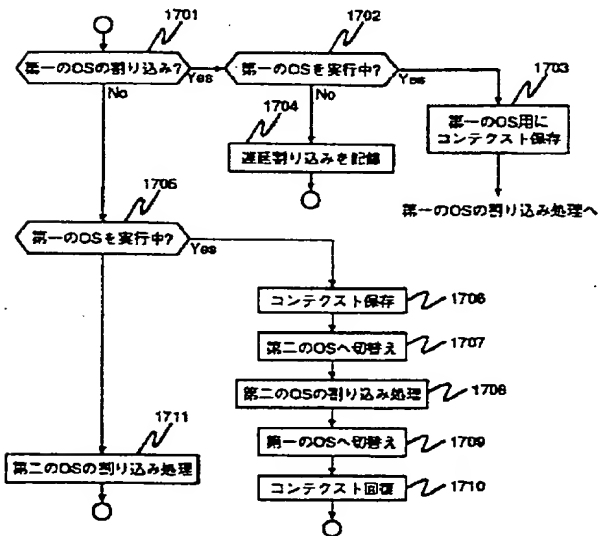 1701
第一のOSの割り込み?
Yes
No
1702
第一のOSを実行中?
Yes
No
1703
第一のOS用に
コンテクスト保存
第一のOSの割り込み処理へ
1704
遅延割り込みを記録
1705
第一のOSを実行中?
Yes
コンテクスト保存
1706
第二のOSへ切替え
1707
第二のOSの割り込み処理
1708
第一のOSへ切替え
1709
コンテクスト回復
1710
1711
第二のOSの割り込み処理